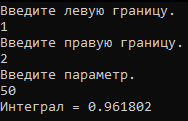 Введите левую границу.
1
Введите правую границу.
2
Введите параметр.
50
Интеграл = 0.961802